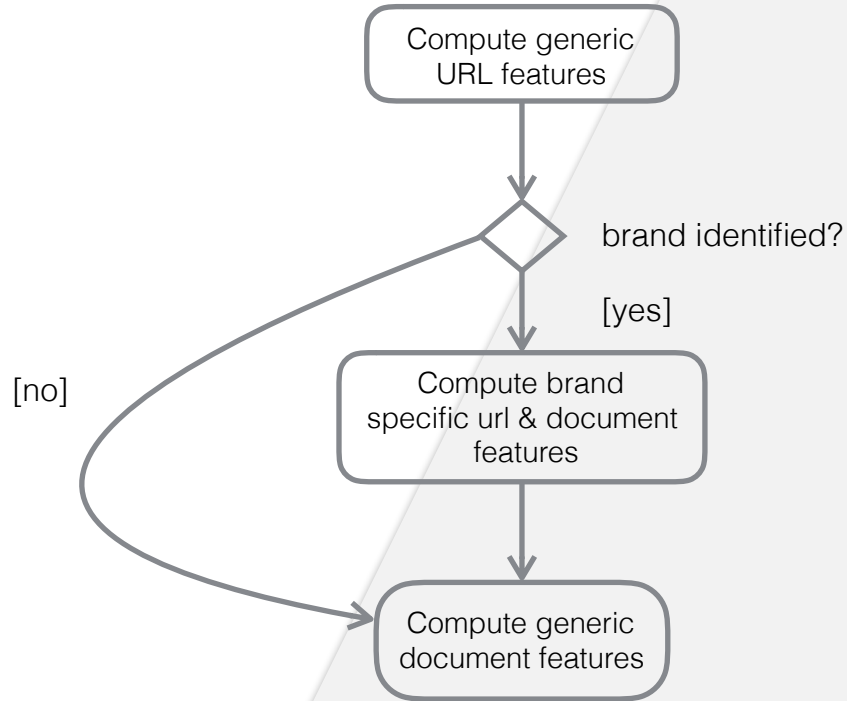 Compute generic
URL features
brand identified?
[yes]
[no]
Compute brand
specific url & document
features
Compute generic
document features